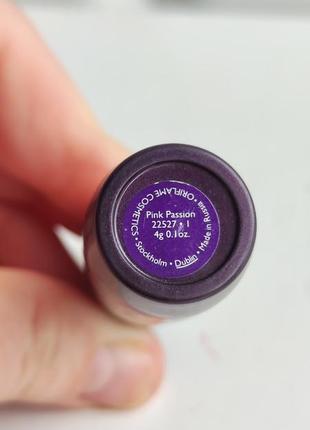 Pink Passion
22527 • 1
4g 0.1oz.
• ORIFLAME COSMETICS • Stockholm • Dublin • Made in Russia